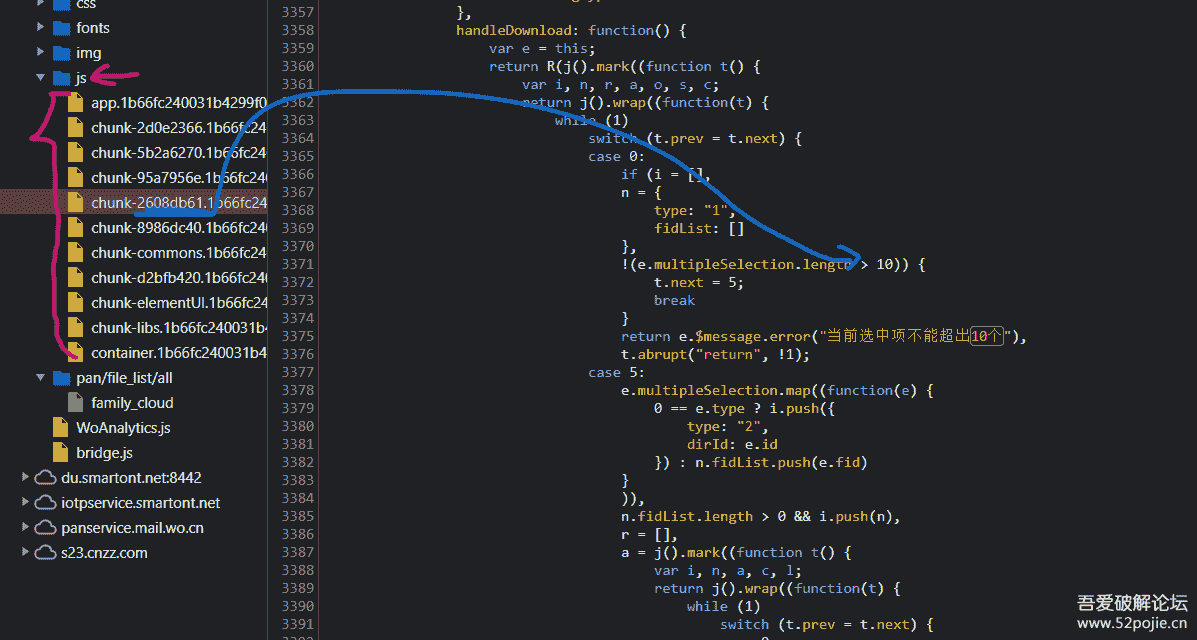 css
fonts
img
js
app.1b66fc240031b4299f0
chunk-2d0e2366.1b66fc24
chunk-5b2a6270.1b66fc24
chunk-95a7956e.1b66fc240
chunk-2608db61.1b66fc24
chunk-8986dc40.1b66fc240
chunk-commons.1b66fc24
chunk-d2bfb420.1b66fc240
chunk-elementUI.1b66fc24
chunk-libs.1b66fc240031b4
container.1b66fc240031b4
pan/file_list/all
family_cloud
WoAnalytics.js
bridge.js
du.smartont.net:8442
iotpservice.smartont.net
panservice.mail.wo.cn
s23.cnzz.com
3357 },
3358 handleDownload: function() {
3359 var e = this;
3360 return R(j().mark((function t() {
3361 var i, n, r, a, o, s, c;
3362 return j().wrap((function(t) {
3363 while (1)
3364 switch (t.prev = t.next) {
3365 case 0:
3366 if (i = [],
3367 n = {
3368 type: "1",
3369 fidList: []
3370 },
3371 !(e.multipleSelection.length > 10)) {
3372 t.next = 5;
3373 break
3374 }
3375 return e.$message.error("当前选中项不能超出10个"),
3376 t.abrupt("return", !1);
3377 case 5:
3378 e.multipleSelection.map((function(e) {
3379 0 == e.type ? i.push({
3380 type: "2",
3381 dirId: e.id
3382 }) : n.fidList.push(e.fid)
3383 }
3384 )),
3385 n.fidList.length > 0 && i.push(n),
3386 r = [],
3387 a = j().mark((function t() {
3388 var i, n, a, c, l;
3389 return j().wrap((function(t) {
3390 while (1)
3391 switch (t.prev = t.next) {
吾爱破解论坛
www.52pojie.cn